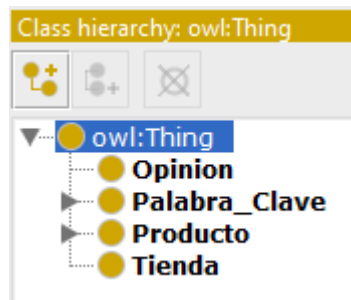 Class hierarchy: owl:Thing
owl:Thing
Opinion
Palabra_Clave
Producto
Tienda